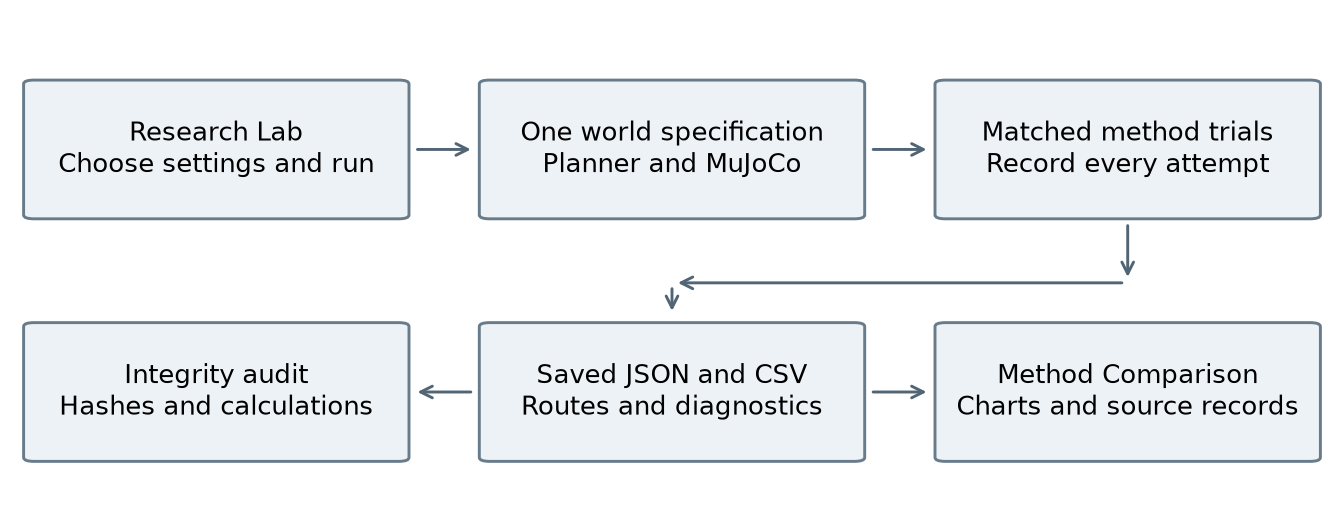 Research Lab
Choose settings and run
One world specification
Planner and MuJoCo
Matched method trials
Record every attempt
Integrity audit
Hashes and calculations
Saved JSON and CSV
Routes and diagnostics
Method Comparison
Charts and source records